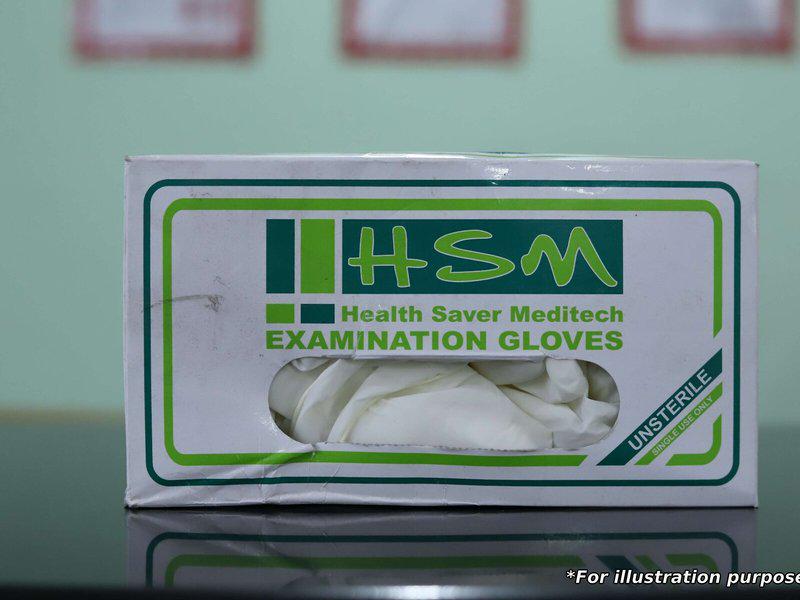 HSM
Health Saver Meditech
EXAMINATION GLOVES
UNSTERILE
SINGLE USE ONLY
*For illustration purpose